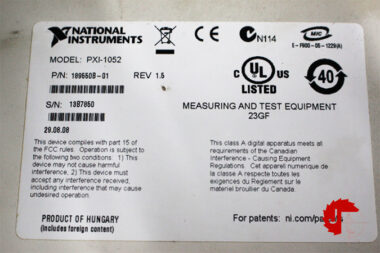 NATIONAL
INSTRUMENTS
CE
N114
MIC
E-F900-05-1229(A)
MODEL: PXI-1052
P/N: 189650B-01 REV 1.5
UL
C US
LISTED
40
S/N: 13B7850
MEASURING AND TEST EQUIPMENT
23GF
29.08.08
This device complies with part 15 of
the FCC rules. Operation is subject to
the following two conditions: 1) This
device may not cause harmful
interference, 2) This device must
accept any interference received,
including interference that may cause
undesired operation.
This class A digital apparatus meets all
requirements of the Canadian
Interference - Causing Equipment
Regulations. Cet appareil numerique de
la classe A respecte toutes les
exigences du Reglement sur le
materiel broullier du Canada.
PRODUCT OF HUNGARY
(Includes foreign content)
For patents: ni.com/pa